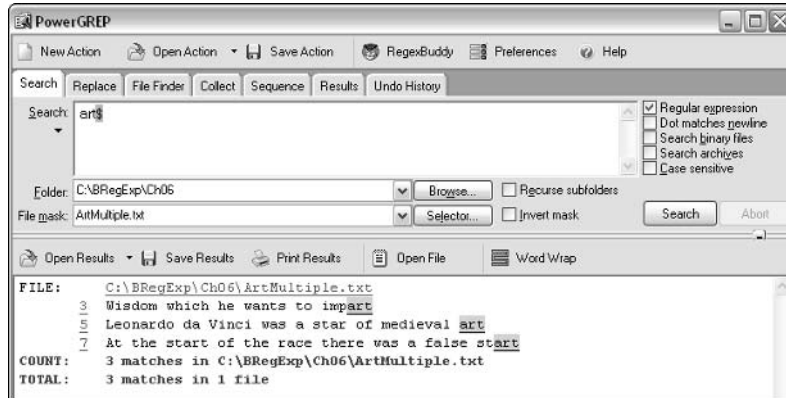 PowerGREP
New Action Open Action Save Action RegexBuddy Preferences Help
Search Replace File Finder Collect Sequence Results Undo History
Search: art$
Regular expression
Dot matches newline
Search binary files
Search archives
Case sensitive
Folder: C:\BRegExp\Ch06 Browse... Recurse subfolders
File mask: ArtMultiple.txt Selector... Invert mask Search Abort
Open Results Save Results Print Results Open File Word Wrap
FILE: C:\BRegExp\Ch06\ArtMultiple.txt
3 Wisdom which he wants to impart
5 Leonardo da Vinci was a star of medieval art
7 At the start of the race there was a false start
COUNT: 3 matches in C:\BRegExp\Ch06\ArtMultiple.txt
TOTAL: 3 matches in 1 file